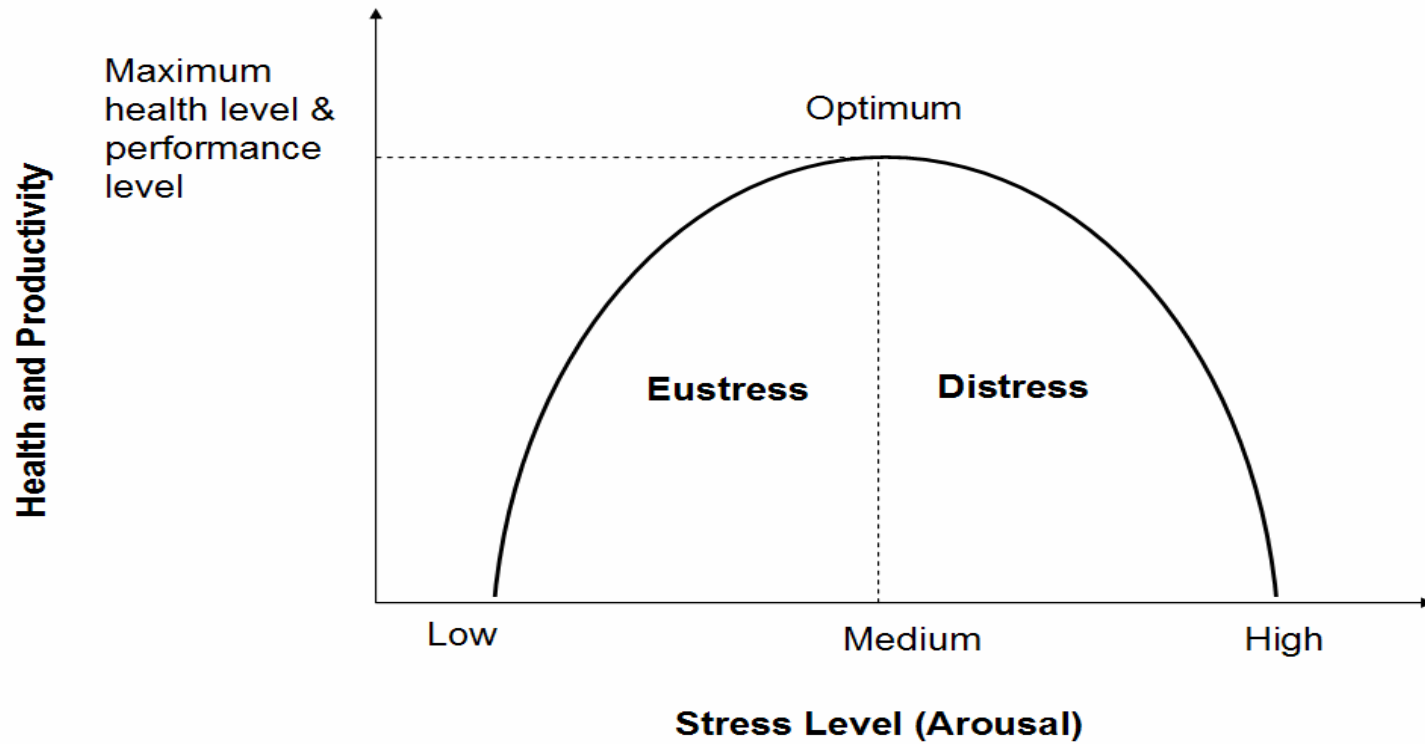 Maximum
health level &
performance
level
Optimum
Health and Productivity
Eustress
Distress
Low
Medium
High
Stress Level (Arousal)